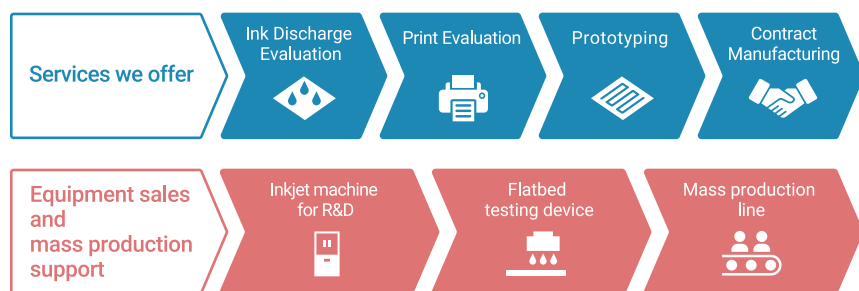 Services we offer
Ink Discharge
Evaluation
Print Evaluation
Prototyping
Contract
Manufacturing
Equipment sales
and
mass production
support
Inkjet machine
for R&D
Flatbed
testing device
Mass production
line